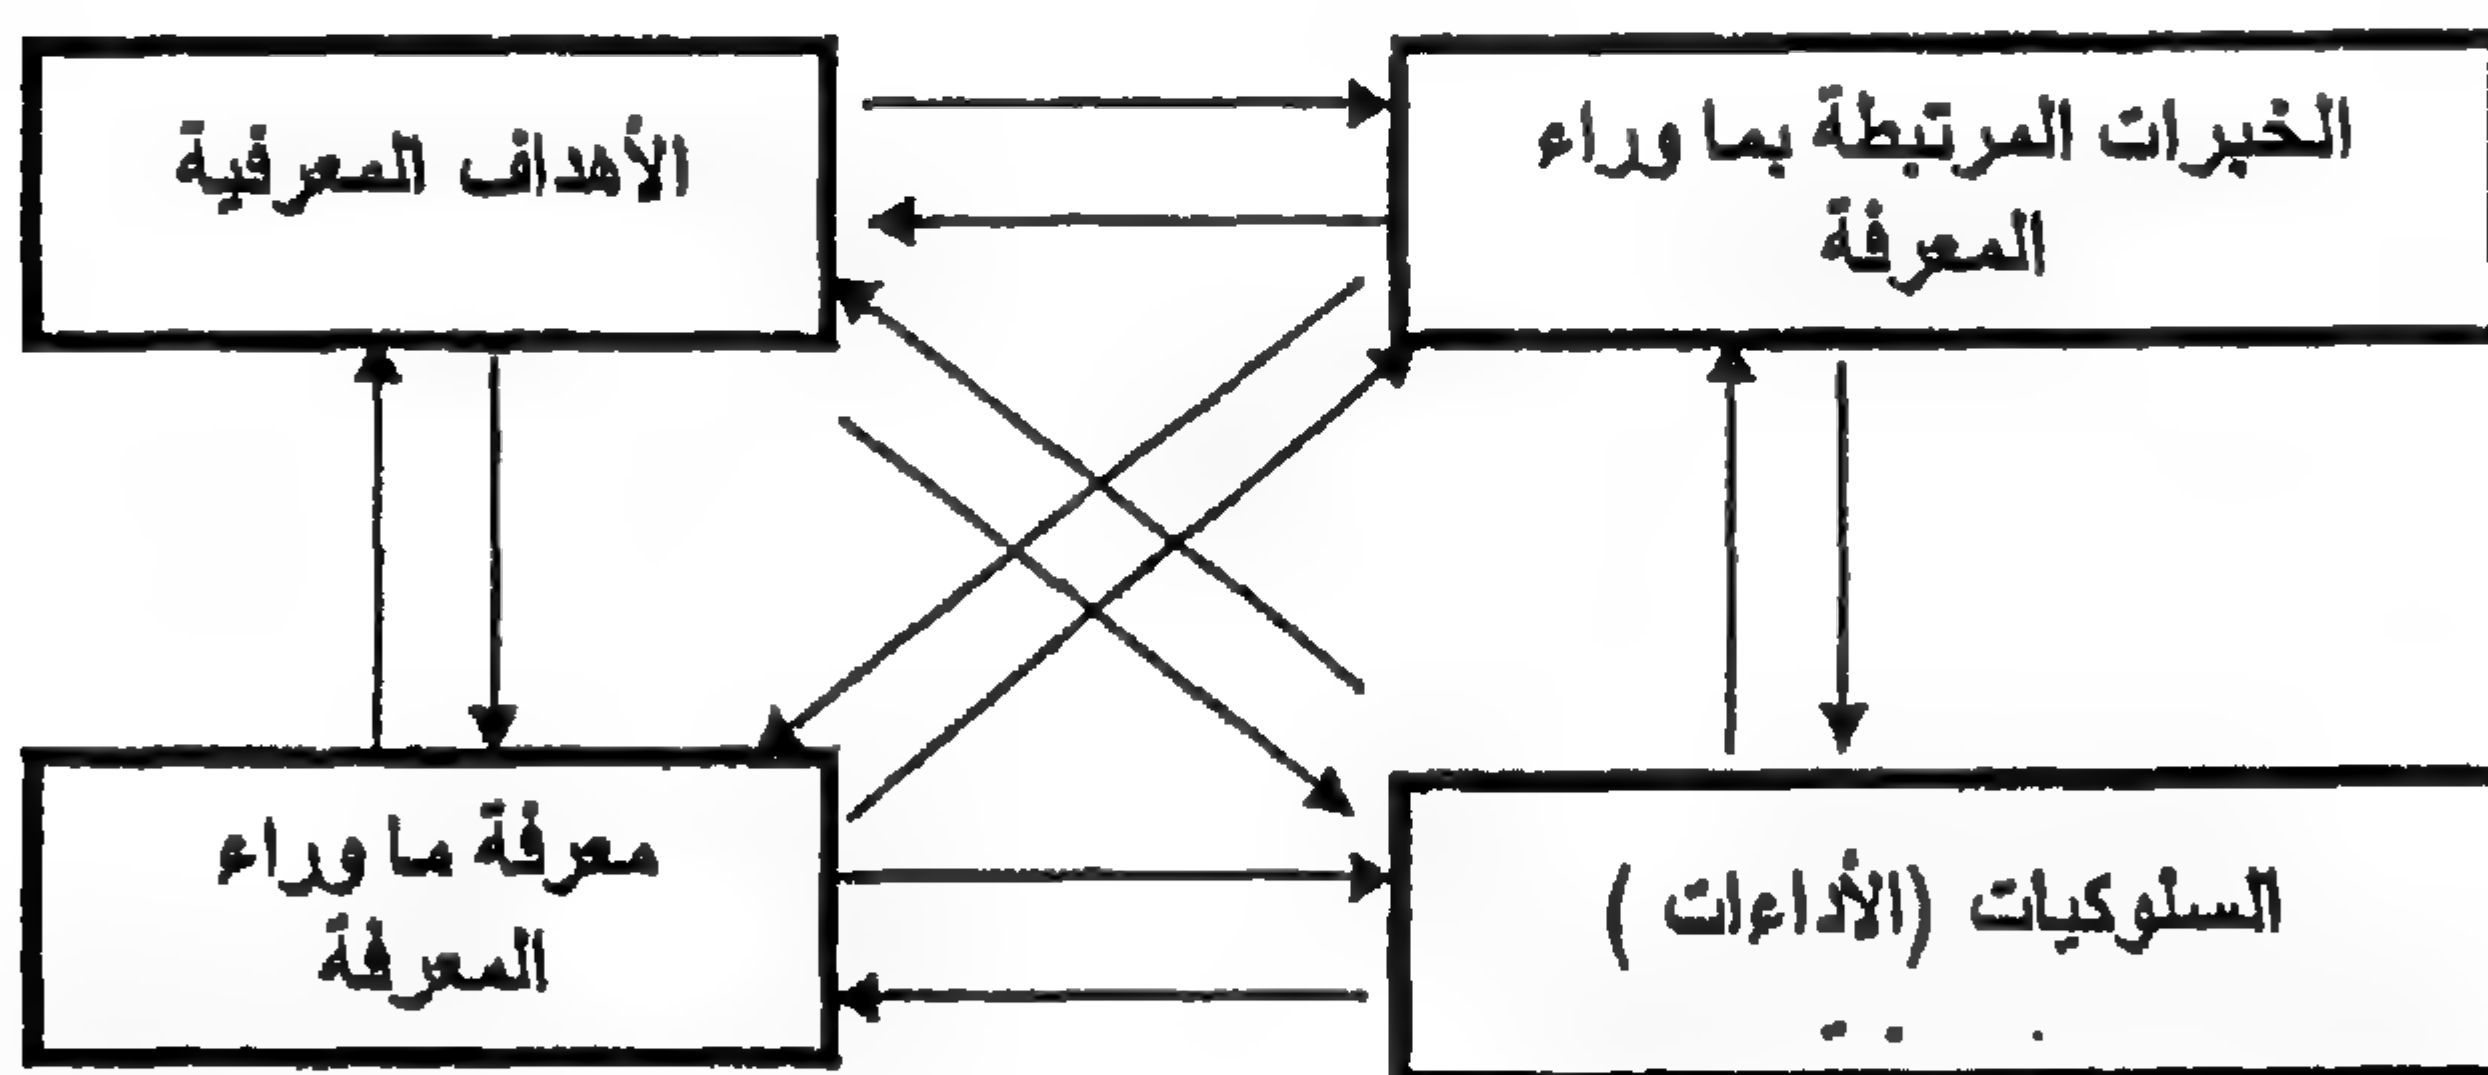 الخبرات المرتبطة بما وراء
المعرفة
الأهداف المعرفية
السلوكيات (الأداءات )
معرفة ما وراء
المعرفة